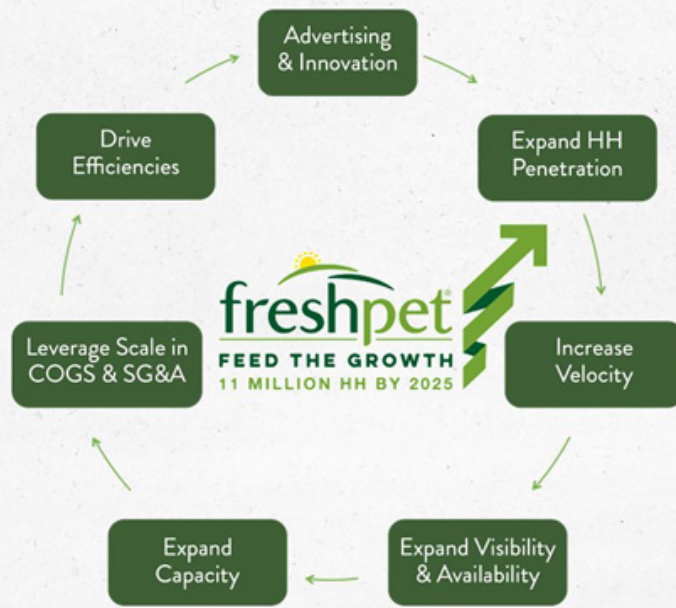 Advertising
& Innovation
Expand HH
Penetration
Increase
Velocity
Expand Visibility
& Availability
Expand
Capacity
Leverage Scale in
COGS & SG&A
Drive
Efficiencies
freshpet®
FEED THE GROWTH
11 MILLION HH BY 2025